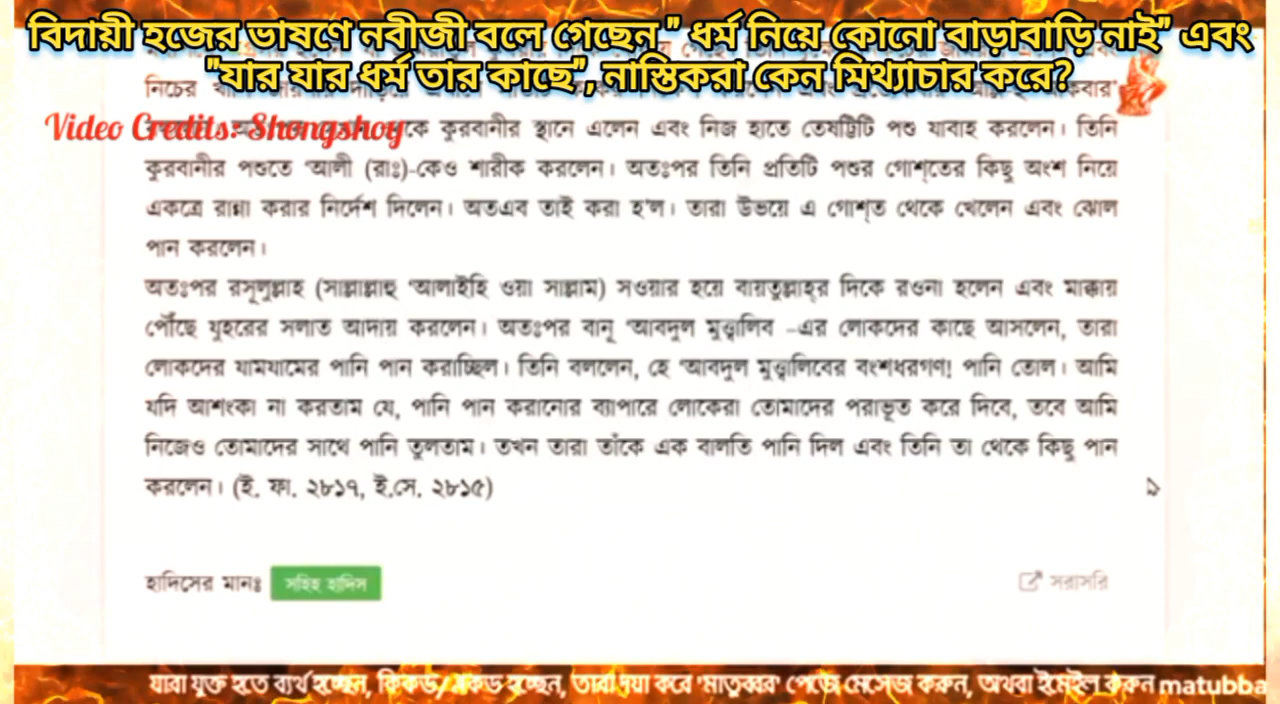 বিদায়ী হজের ভাষণে নবীজী বলে গেছেন," ধর্ম নিয়ে কোনো বাড়াবাড়ি নাই" এবং
"যার যার ধর্ম তার কাছে", নাস্তিকরা কেন মিথ্যাচার করে?
নিচের
Video Credits: Shongshoy
কুরবানীর স্থানে এলেন এবং নিজ হাতে তেষট্টিটি পশু যাবাহ করলেন। তিনি
কুরবানীর পশুতে ‘আলী (রাঃ)-কেও শারীক করলেন। অতঃপর তিনি প্রতিটি পশুর গোশ্‌তের কিছু অংশ নিয়ে
একত্রে রান্না করার নির্দেশ দিলেন। অতএব তাই করা হ’ল। তারা উভয়ে এ গোশ্‌ত থেকে খেলেন এবং ঝোল
পান করলেন।
অতঃপর রসূলুল্লাহ (সাল্লাল্লাহু ‘আলাইহি ওয়া সাল্লাম) সওয়ার হয়ে বায়তুল্লাহ্‌র দিকে রওনা হলেন এবং মাক্কায়
পৌঁছে যুহরের সলাত আদায় করলেন। অতঃপর বানূ ‘আবদুল মুত্ত্বালিব –এর লোকদের কাছে আসলেন, তারা
লোকদের যামযামের পানি পান করাচ্ছিল। তিনি বললেন, হে ‘আবদুল মুত্ত্বালিবের বংশধরগণ! পানি তোল। আমি
যদি আশংকা না করতাম যে, পানি পান করানোর ব্যাপারে লোকেরা তোমাদের পরাভূত করে দিবে, তবে আমি
নিজেও তোমাদের সাথে পানি তুলতাম। তখন তারা তাঁকে এক বালতি পানি দিল এবং তিনি তা থেকে কিছু পান
করলেন। (ই. ফা. ২৮১৭, ই.সে. ২৮১৫)
হাদিসের মানঃ সহিহ হাদিস
সরাসরি
যারা যুক্ত হতে ব্যর্থ হচ্ছেন, হচ্ছেন, তারা দয়া করে 'মাতুব্বর' পেজে মেসেজ করুন, অথবা ইমেইল করুন matubba